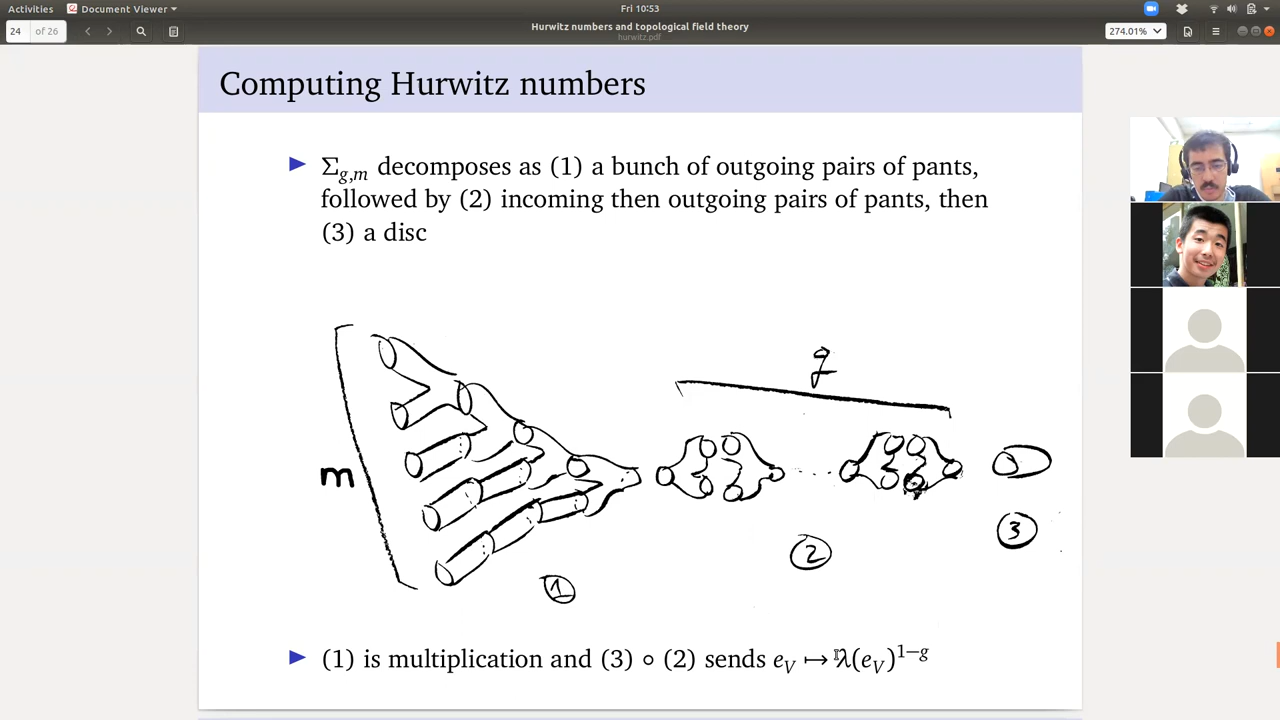 Activities
Document Viewer
Fri 10:53
24 of 26
Hurwitz numbers and topological field theory
hurwitz.pdf
274.01%
Computing Hurwitz numbers
Σ_{g,m} decomposes as (1) a bunch of outgoing pairs of pants,
followed by (2) incoming then outgoing pairs of pants, then
(3) a disc
g
m
1
2
3
(1) is multiplication and (3) ∘ (2) sends e_V ↦ λ(e_V)^{1−g}